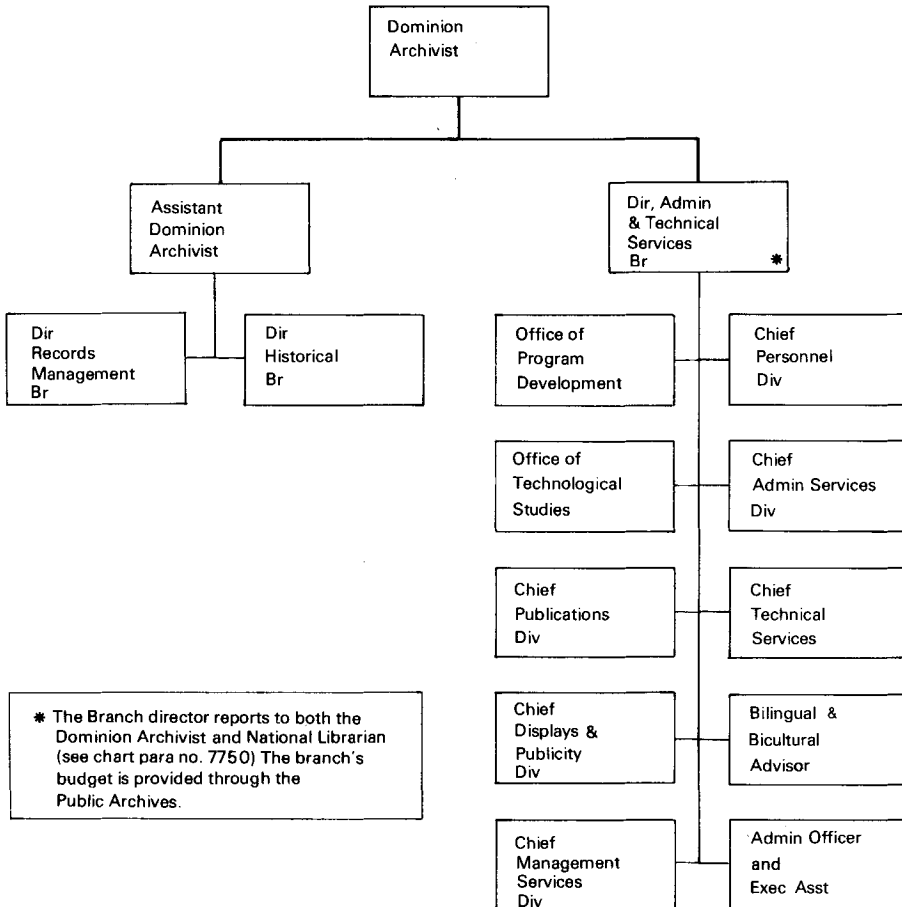 Dominion
Archivist
Assistant
Dominion
Archivist
Dir, Admin
& Technical
Services
Br *
Dir
Records
Management
Br
Dir
Historical
Br
Office of
Program
Development
Chief
Personnel
Div
Office of
Technological
Studies
Chief
Admin Services
Div
Chief
Publications
Div
Chief
Technical
Services
* The Branch director reports to both the
Dominion Archivist and National Librarian
(see chart para no. 7750) The branch's
budget is provided through the
Public Archives.
Chief
Displays &
Publicity
Div
Bilingual &
Bicultural
Advisor
Chief
Management
Services
Div
Admin Officer
and
Exec Asst